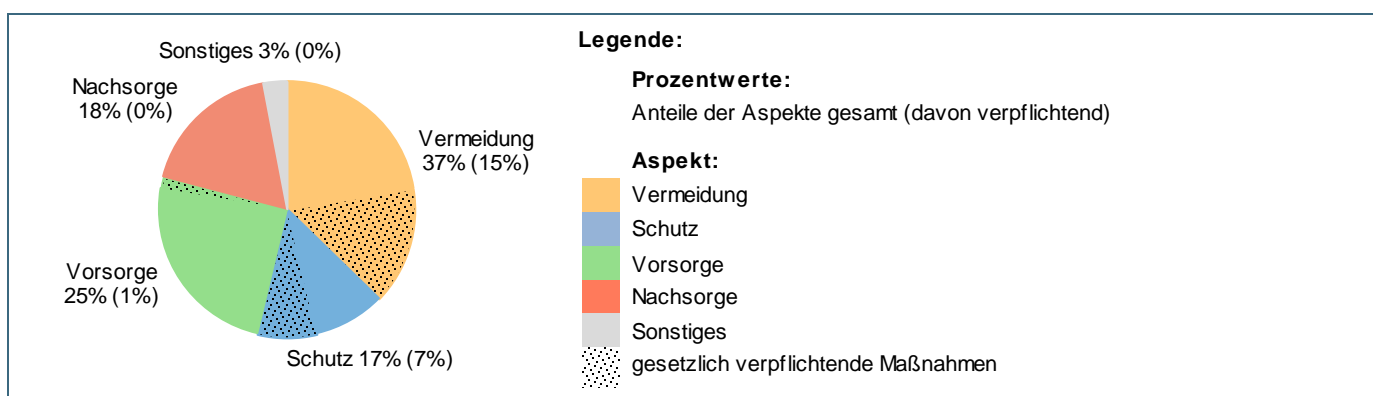 Sonstiges 3% (0%)
Nachsorge
18% (0%)
Vermeidung
37% (15%)
Vorsorge
25% (1%)
Schutz 17% (7%)
Legende:
Prozentwerte:
Anteile der Aspekte gesamt (davon verpflichtend)
Aspekt:
Vermeidung
Schutz
Vorsorge
Nachsorge
Sonstiges
gesetzlich verpflichtende Maßnahmen